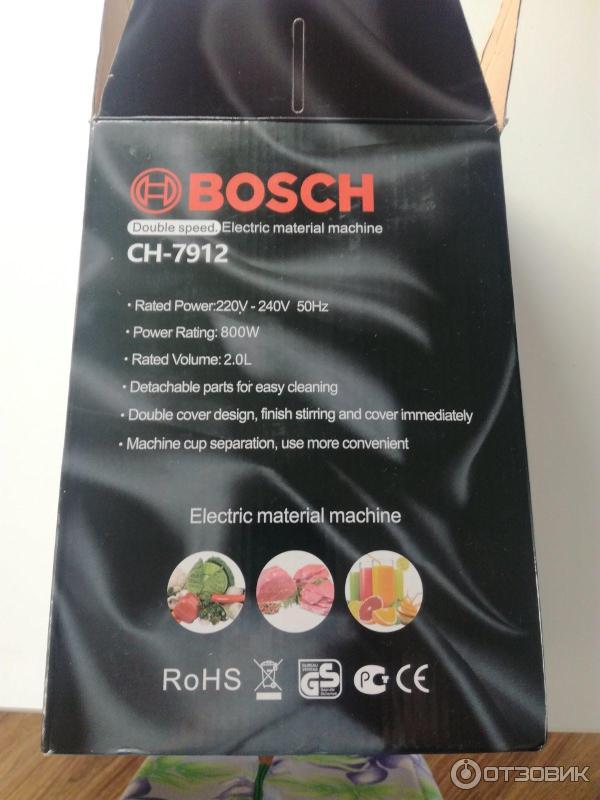 BOSCH
Double speed. Electric material machine
CH-7912
· Rated Power:220V - 240V 50Hz
· Power Rating: 800W
· Rated Volume: 2.0L
· Detachable parts for easy cleaning
· Double cover design, finish stirring and cover immediately
· Machine cup separation, use more convenient
Electric material machine
RoHS GS PG CE
ОТЗОВИК